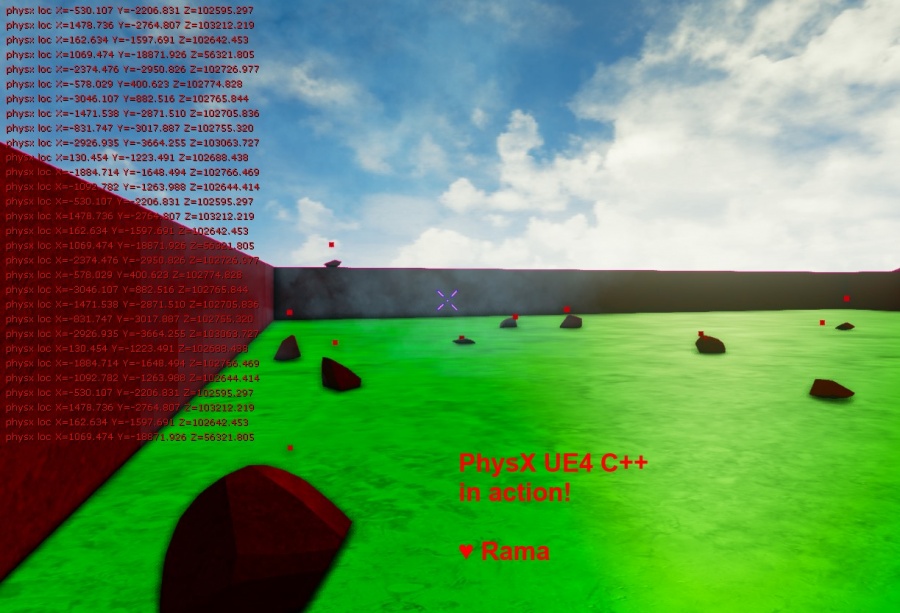 physx loc X=-530.107 Y=-2206.831 Z=102595.297
physx loc X=1478.736 Y=-2764.807 Z=103212.219
physx loc X=162.634 Y=-1597.691 Z=102642.453
physx loc X=1069.474 Y=-18871.926 Z=56321.805
physx loc X=-2374.476 Y=-2950.826 Z=102726.977
physx loc X=-578.029 Y=400.623 Z=102774.828
physx loc X=-3046.107 Y=882.516 Z=102765.844
physx loc X=-1471.538 Y=-2871.510 Z=102705.836
physx loc X=-831.747 Y=-3017.887 Z=102755.320
physx loc X=-2926.935 Y=-3664.255 Z=103063.727
physx loc X=130.454 Y=-1223.491 Z=102688.438
physx loc X=-1884.714 Y=-1648.494 Z=102766.469
physx loc X=-1092.782 Y=-1263.988 Z=102644.414
physx loc X=-530.107 Y=-2206.831 Z=102595.297
physx loc X=1478.736 Y=-2764.807 Z=103212.219
physx loc X=162.634 Y=-1597.691 Z=102642.453
physx loc X=1069.474 Y=-18871.926 Z=56321.805
physx loc X=-2374.476 Y=-2950.826 Z=102726.977
physx loc X=-578.029 Y=400.623 Z=102774.828
physx loc X=-3046.107 Y=882.516 Z=102765.844
physx loc X=-1471.538 Y=-2871.510 Z=102705.836
physx loc X=-831.747 Y=-3017.887 Z=102755.320
physx loc X=-2926.935 Y=-3664.255 Z=103063.727
physx loc X=130.454 Y=-1223.491 Z=102688.438
physx loc X=-1884.714 Y=-1648.494 Z=102766.469
physx loc X=-1092.782 Y=-1263.988 Z=102644.414
physx loc X=-530.107 Y=-2206.831 Z=102595.297
physx loc X=1478.736 Y=-2764.807 Z=103212.219
physx loc X=162.634 Y=-1597.691 Z=102642.453
physx loc X=1069.474 Y=-18871.926 Z=56321.805
PhysX UE4 C++
in action!
♥ Rama